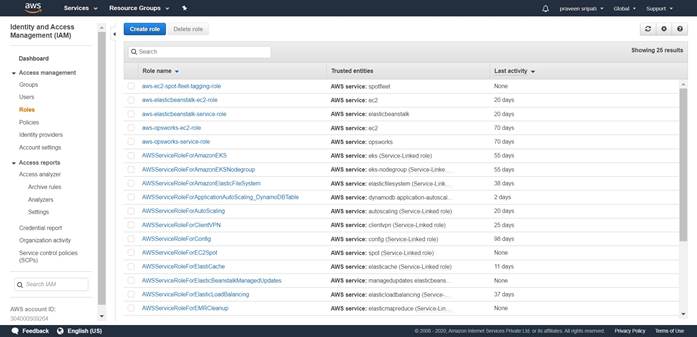 aws
Services
Resource Groups
praveen sripati
Global
Support
Identity and Access
Management (IAM)
Dashboard
Access management
Groups
Users
Roles
Policies
Identity providers
Account settings
Access reports
Access analyzer
Archive rules
Analyzers
Settings
Credential report
Organization activity
Service control policies
(SCPs)
Search IAM
AWS account ID:
Create role
Delete role
Search
Showing 25 results
Role name Trusted entities Last activity
aws-ec2-spot-fleet-tagging-role AWS service: spotfleet None
aws-elasticbeanstalk-ec2-role AWS service: ec2 20 days
aws-elasticbeanstalk-service-role AWS service: elasticbeanstalk 20 days
aws-opsworks-ec2-role AWS service: ec2 70 days
aws-opsworks-service-role AWS service: opsworks 70 days
AWSServiceRoleForAmazonEKS AWS service: eks (Service-Linked role) 55 days
AWSServiceRoleForAmazonEKSNodegroup AWS service: eks-nodegroup (Service-Linke... 55 days
AWSServiceRoleForAmazonElasticFileSystem AWS service: elasticfilesystem (Service-Link... 38 days
AWSServiceRoleForApplicationAutoScaling_DynamoDBTable AWS service: dynamodb.application-autoscal... 2 days
AWSServiceRoleForAutoScaling AWS service: autoscaling (Service-Linked role) 20 days
AWSServiceRoleForClientVPN AWS service: clientvpn (Service-Linked role) 25 days
AWSServiceRoleForConfig AWS service: config (Service-Linked role) 98 days
AWSServiceRoleForEC2Spot AWS service: spot (Service-Linked role) None
AWSServiceRoleForElastiCache AWS service: elasticache (Service-Linked role) 11 days
AWSServiceRoleForElasticBeanstalkManagedUpdates AWS service: managedupdates.elasticbeans... None
AWSServiceRoleForElasticLoadBalancing AWS service: elasticloadbalancing (Service-... 37 days
AWSServiceRoleForEMRCleanup AWS service: elasticmapreduce (Service-Lin... None
Feedback
English (US)
© 2008 - 2020, Amazon Internet Services Private Ltd. or its affiliates. All rights reserved.
Privacy Policy
Terms of Use